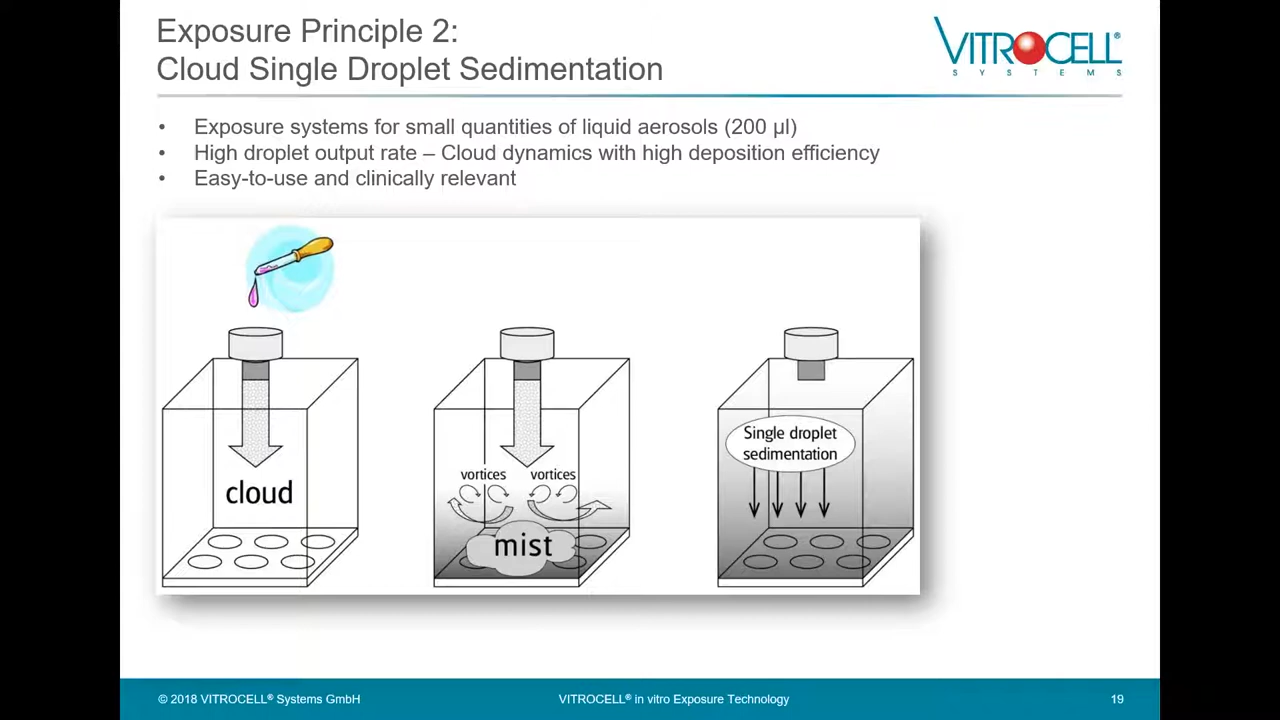 Exposure Principle 2:
Cloud Single Droplet Sedimentation
VITROCELL®
SYSTEMS
• Exposure systems for small quantities of liquid aerosols (200 µl)
• High droplet output rate – Cloud dynamics with high deposition efficiency
• Easy-to-use and clinically relevant
cloud
vortices vortices
mist
Single droplet
sedimentation
© 2018 VITROCELL® Systems GmbH
VITROCELL® in vitro Exposure Technology
19